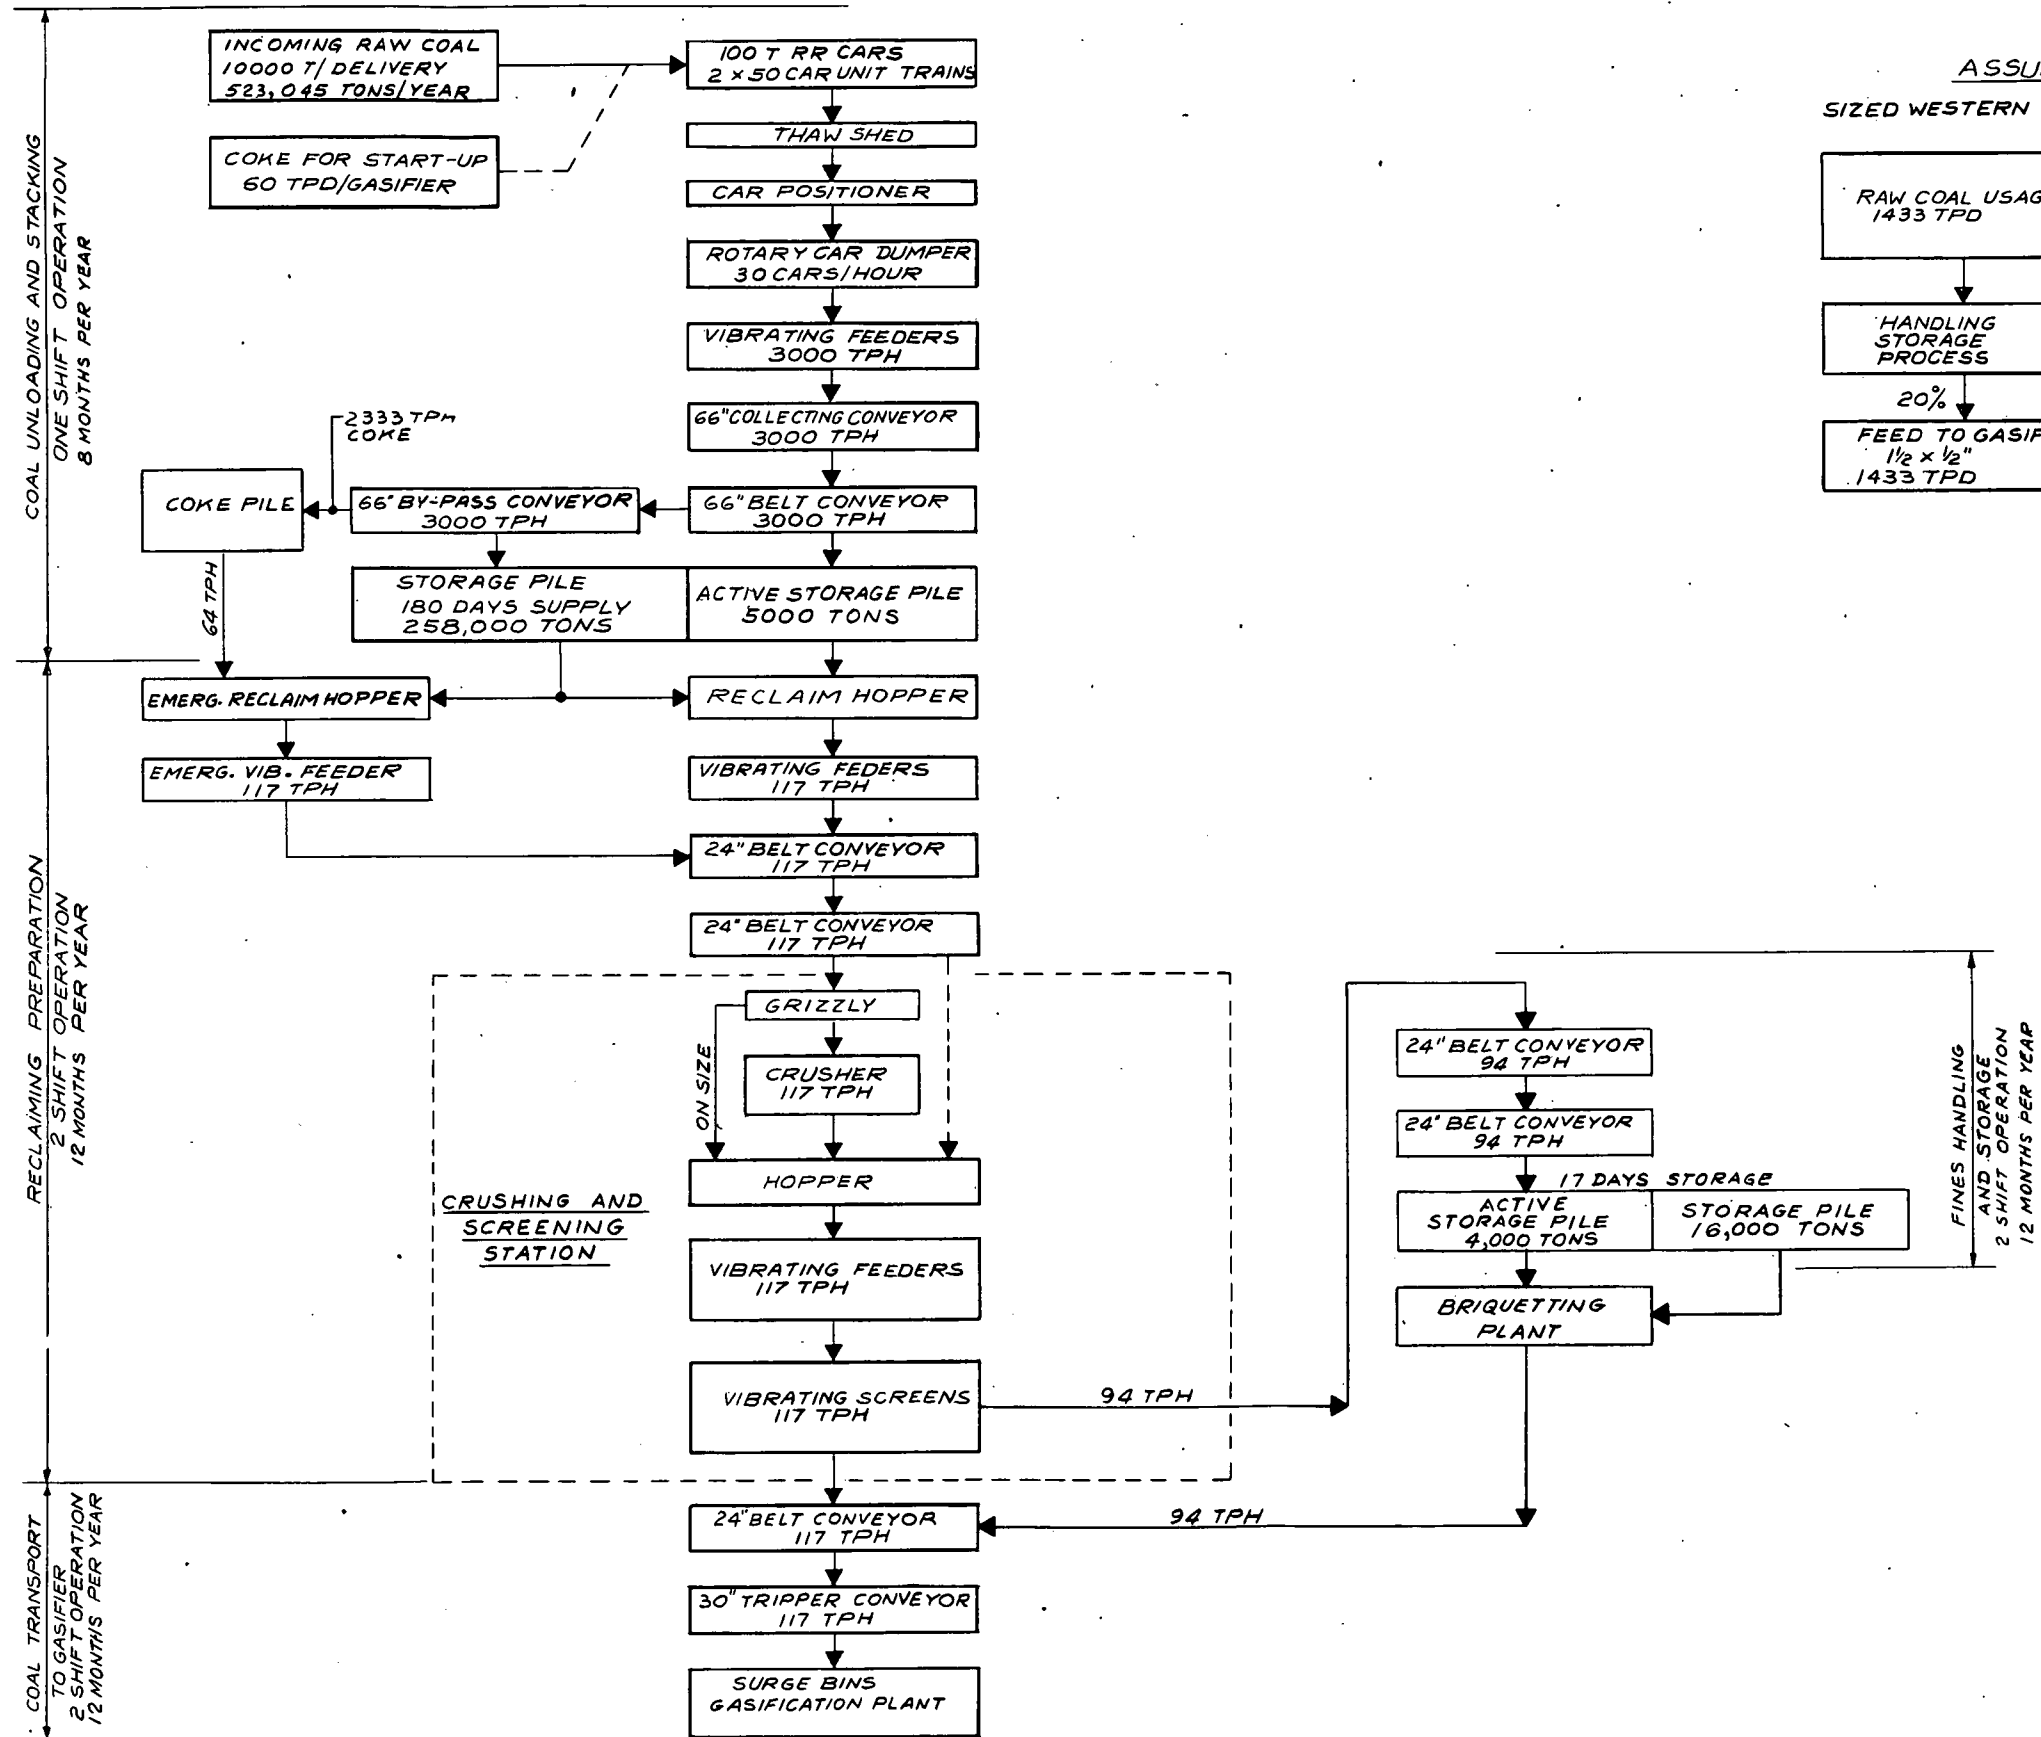 INCOMING RAW COAL
10000 T/DELIVERY
523,045 TONS/YEAR
COKE FOR START-UP
60 TPD/GASIFIER
100 T RR CARS
2 x 50 CAR UNIT TRAINS
THAW SHED
CAR POSITIONER
ROTARY CAR DUMPER
30 CARS/HOUR
VIBRATING FEEDERS
3000 TPH
66" COLLECTING CONVEYOR
3000 TPH
66" BELT CONVEYOR
3000 TPH
66" BY-PASS CONVEYOR
3000 TPH
2333 TPH
COKE
COKE PILE
64 TPH
STORAGE PILE
180 DAYS SUPPLY
258,000 TONS
ACTIVE STORAGE PILE
5000 TONS
COAL UNLOADING AND STACKING
ONE SHIFT OPERATION
8 MONTHS PER YEAR
EMERG. RECLAIM HOPPER
RECLAIM HOPPER
EMERG. VIB. FEEDER
117 TPH
VIBRATING FEDERS
117 TPH
24" BELT CONVEYOR
117 TPH
24" BELT CONVEYOR
117 TPH
GRIZZLY
ON SIZE
CRUSHER
117 TPH
HOPPER
CRUSHING AND
SCREENING
STATION
VIBRATING FEEDERS
117 TPH
VIBRATING SCREENS
117 TPH
94 TPH
RECLAIMING PREPARATION
2 SHIFT OPERATION
12 MONTHS PER YEAR
24" BELT CONVEYOR
94 TPH
24" BELT CONVEYOR
94 TPH
17 DAYS STORAGE
ACTIVE
STORAGE PILE
4,000 TONS
STORAGE PILE
16,000 TONS
BRIQUETTING
PLANT
FINES HANDLING
AND STORAGE
2 SHIFT OPERATION
12 MONTHS PER YEAR
94 TPH
24" BELT CONVEYOR
117 TPH
30" TRIPPER CONVEYOR
117 TPH
SURGE BINS
GASIFICATION PLANT
COAL TRANSPORT
TO GASIFIER
2 SHIFT OPERATION
12 MONTHS PER YEAR
ASSU
SIZED WESTERN
RAW COAL USAG
1433 TPD
HANDLING
STORAGE
PROCESS
20%
FEED TO GASIF
1½ x ½"
1433 TPD